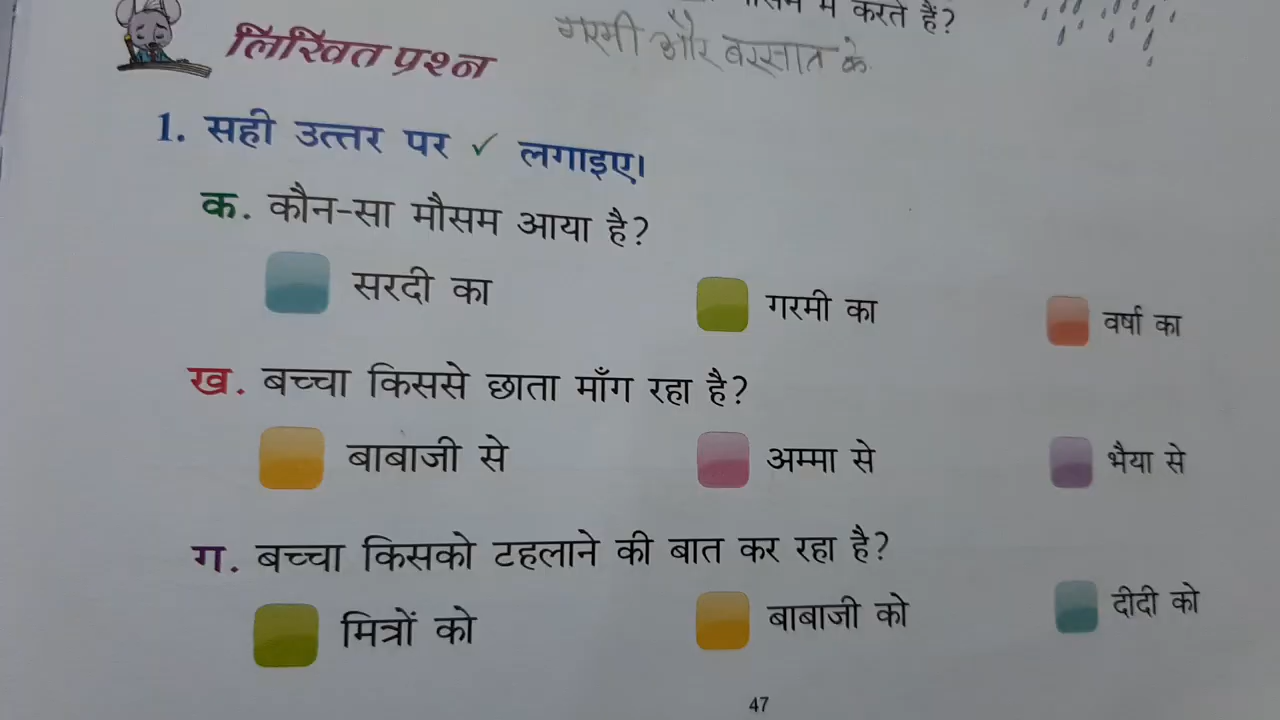 में करते हैं?
गरमी और बरसात के
लिखित प्रश्न
1. सही उत्तर पर ✓ लगाइए।
क. कौन-सा मौसम आया है?
सरदी का गरमी का वर्षा का
ख. बच्चा किससे छाता माँग रहा है?
बाबाजी से अम्मा से भैया से
ग. बच्चा किसको टहलाने की बात कर रहा है?
मित्रों को बाबाजी को दीदी को
47